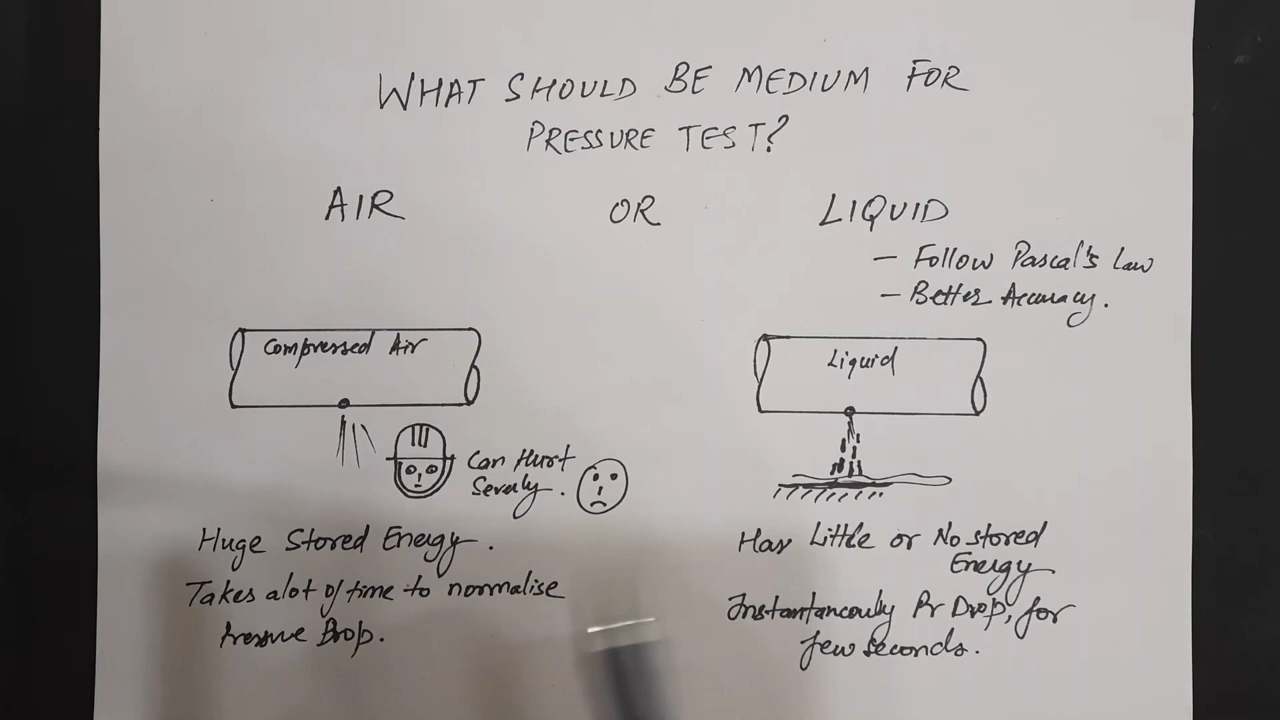 WHAT SHOULD BE MEDIUM FOR
PRESSURE TEST?
AIR OR LIQUID
- Follow Pascal's Law
- Better Accuracy.
Compressed Air
Can Hurt
Severly.
Huge Stored Energy.
Takes alot of time to normalise
Pressure Drop.
Liquid
Has Little or No stored
Energy
Instantaneouly Pr Drop, for
few seconds.